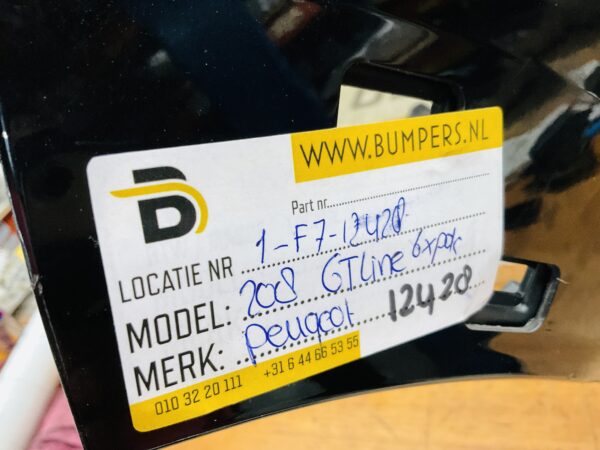 WWW.BUMPERS.NL
B
Part nr.
LOCATIE NR 1-F7-12428
MODEL: 208 GTLine 6xpdc
MERK: peugeot 12428
010 32 20 111 +31 6 44 66 53 55